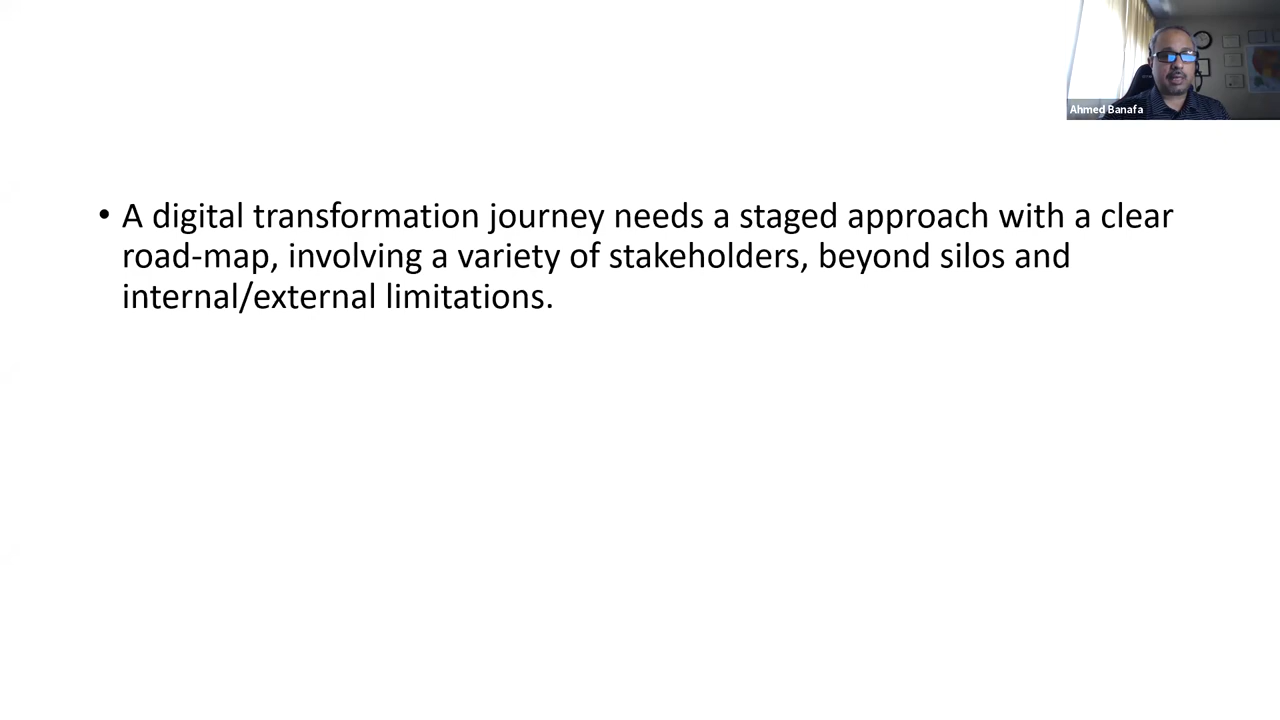 Ahmed Banafa
• A digital transformation journey needs a staged approach with a clear
road-map, involving a variety of stakeholders, beyond silos and
internal/external limitations.